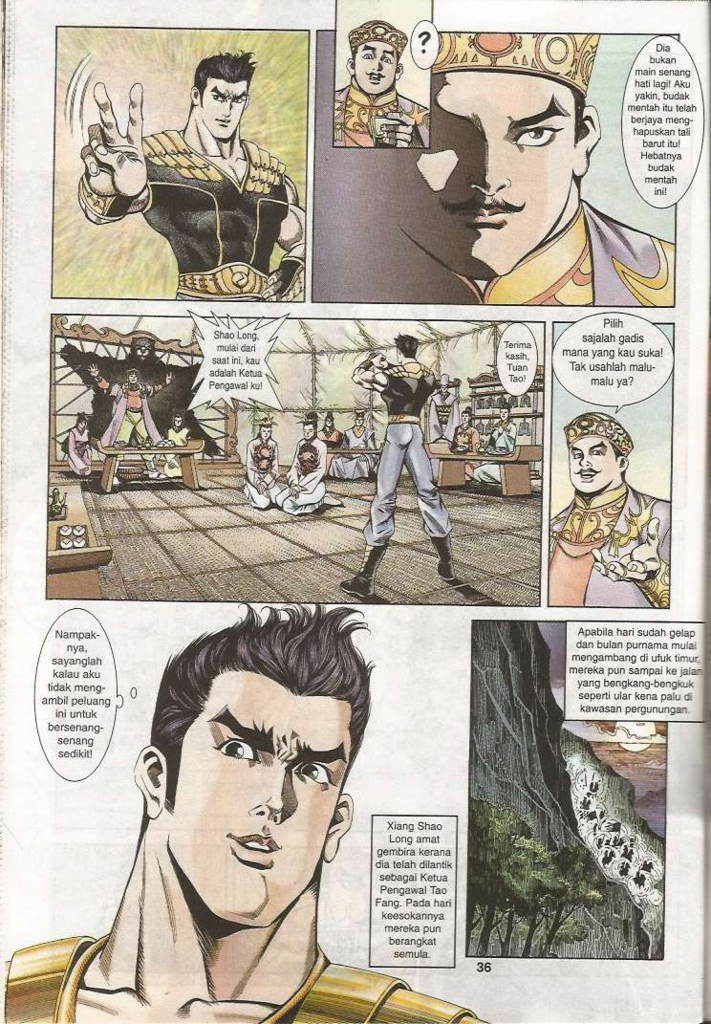 ?
Dia
bukan
main senang
hati lagi! Aku
yakin, budak
mentah itu telah
berjaya meng-
hapuskan tali
barut itu!
Hebatnya
budak
mentah
ini!
Shao Long,
mulai dari
saat ini, kau
adalah Ketua
Pengawal ku!
Terima
kasih,
Tuan
Tao!
Pilih
sajalah gadis
mana yang kau suka!
Tak usahlah malu-
malu ya?
Nampak-
nya,
sayanglah
kalau aku
tidak meng-
ambil peluang
ini untuk
bersenang-
senang
sedikit!
Apabila hari sudah gelap
dan bulan purnama mulai
mengambang di ufuk timur,
mereka pun sampai ke jalan
yang bengkang-bengkuk
seperti ular kena palu di
kawasan pergunungan.
Xiang Shao
Long amat
gembira kerana
dia telah dilantik
sebagai Ketua
Pengawal Tao
Fang. Pada hari
keesokannya
mereka pun
berangkat
semula.
36